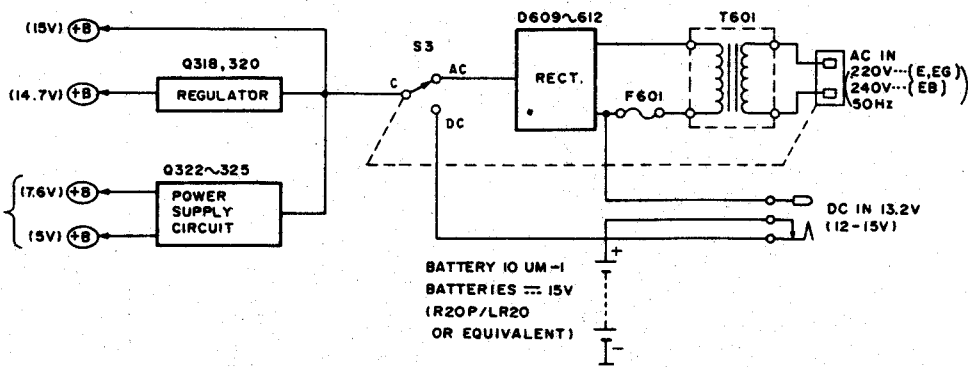 D609~612
T601
(15V) +B
S3
Q318,320
AC
AC IN
220V···(E,EG)
240V···(EB)
50Hz
RECT.
C
(14.7V) +B
REGULATOR
F601
DC
Q322~325
(7.6V) +B
POWER
SUPPLY
CIRCUIT
(5V) +B
DC IN 13.2V
(12-15V)
+
BATTERY 10 UM-1
BATTERIES ⎓ 15V
(R20P/LR20
OR EQUIVALENT)
-